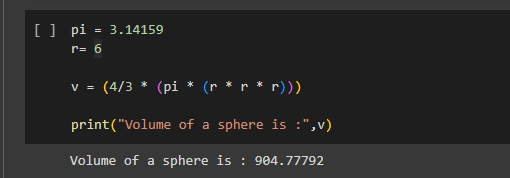 [ ] pi = 3.14159
r= 6
v = (4/3 * (pi * (r * r * r)))
print("Volume of a sphere is :",v)
Volume of a sphere is : 904.77792